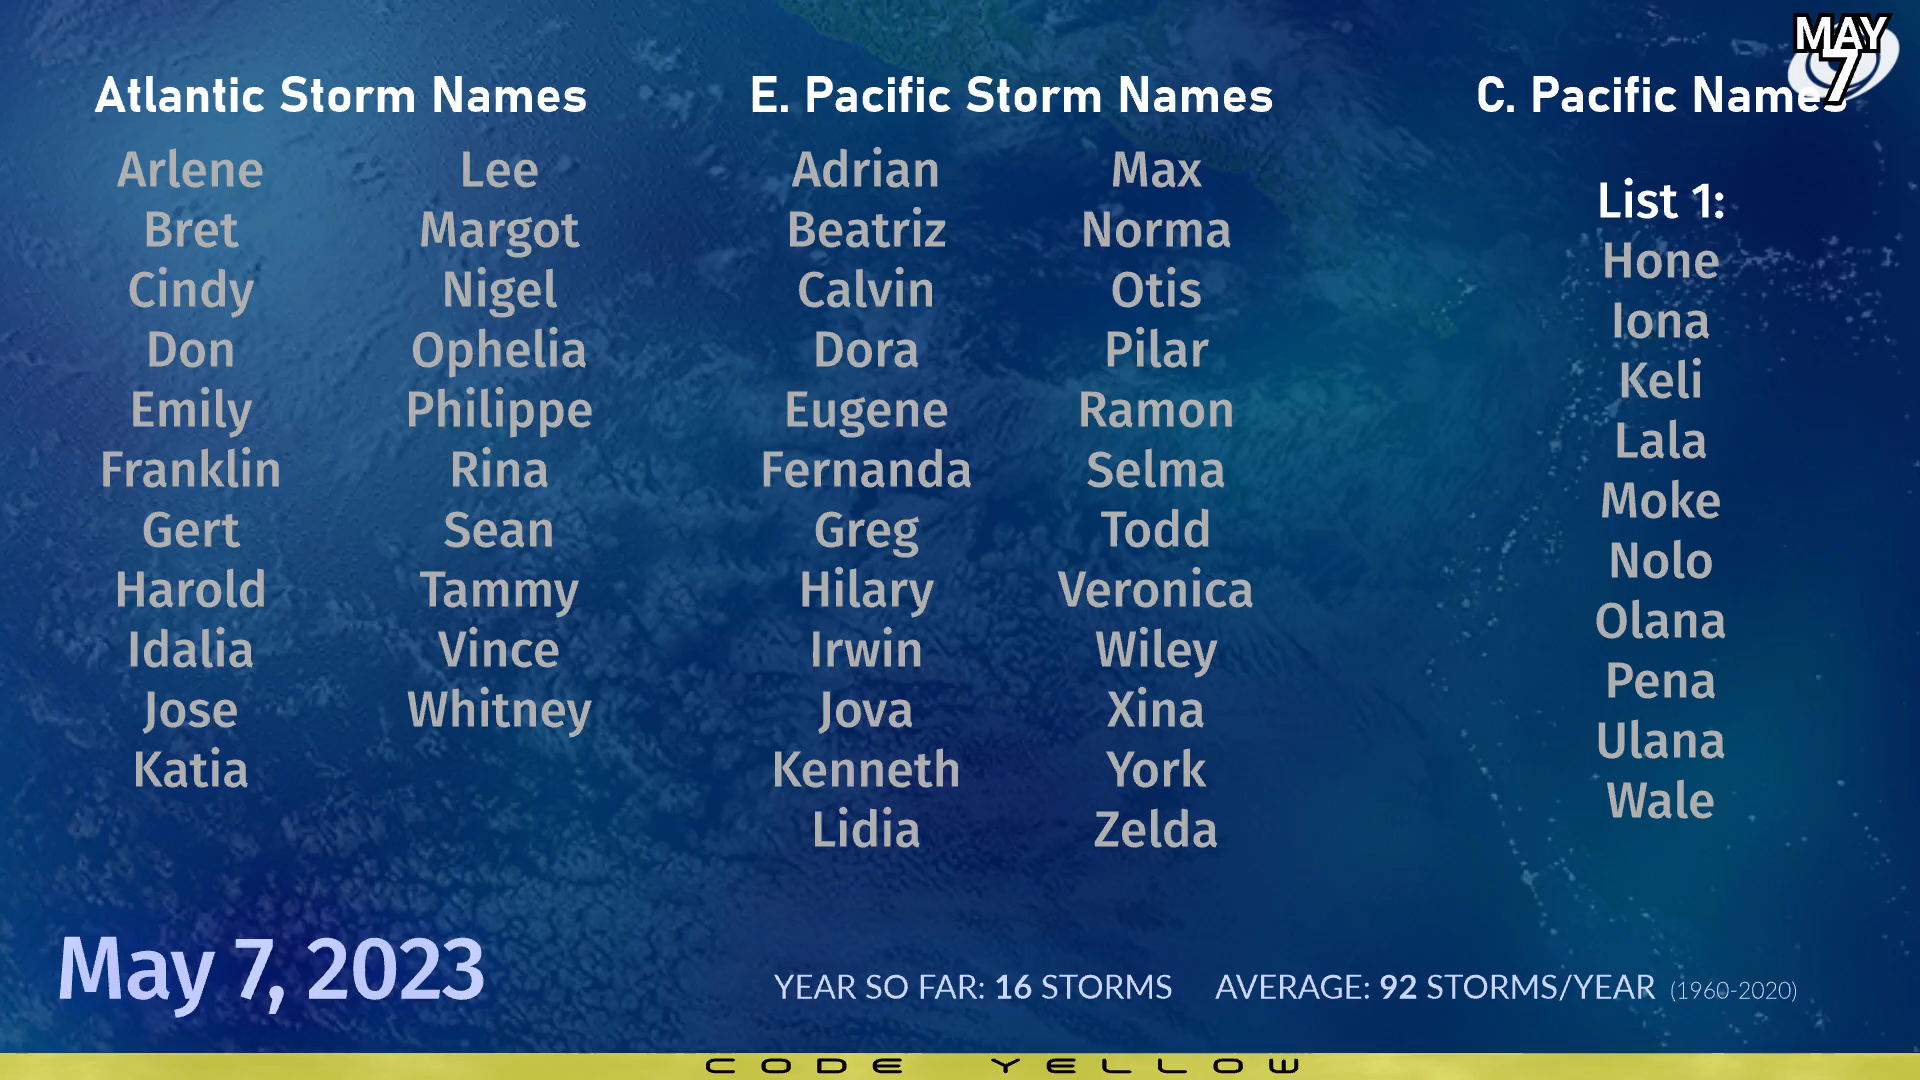 MAY
7
Atlantic Storm Names
Arlene
Bret
Cindy
Don
Emily
Franklin
Gert
Harold
Idalia
Jose
Katia
Lee
Margot
Nigel
Ophelia
Philippe
Rina
Sean
Tammy
Vince
Whitney
E. Pacific Storm Names
Adrian
Beatriz
Calvin
Dora
Eugene
Fernanda
Greg
Hilary
Irwin
Jova
Kenneth
Lidia
Max
Norma
Otis
Pilar
Ramon
Selma
Todd
Veronica
Wiley
Xina
York
Zelda
C. Pacific Names
List 1:
Hone
Iona
Keli
Lala
Moke
Nolo
Olana
Pena
Ulana
Wale
May 7, 2023
YEAR SO FAR: 16 STORMS AVERAGE: 92 STORMS/YEAR (1960-2020)
CODE YELLOW